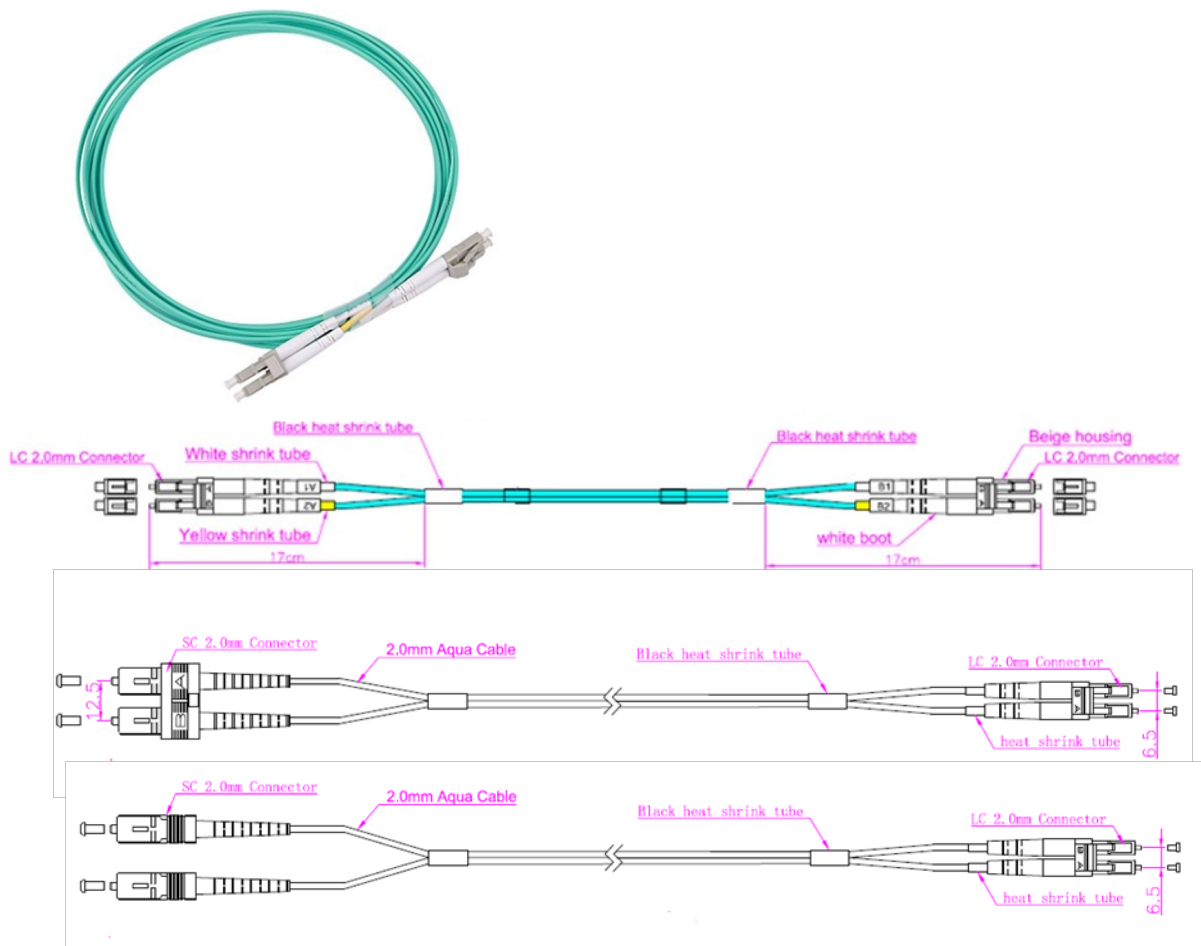 Black heat shrink tube
Black heat shrink tube
Beige housing
LC 2.0mm Connector
White shrink tube
LC 2.0mm Connector
A1
B1
A2
B2
Yellow shrink tube
white boot
17cm
17cm
SC 2.0mm Connector
2.0mm Aqua Cable
Black heat shrink tube
LC 2.0mm Connector
A
B
12.5
B
A
heat shrink tube
6.5
SC 2.0mm Connector
2.0mm Aqua Cable
Black heat shrink tube
LC 2.0mm Connector
B
A
heat shrink tube
6.5